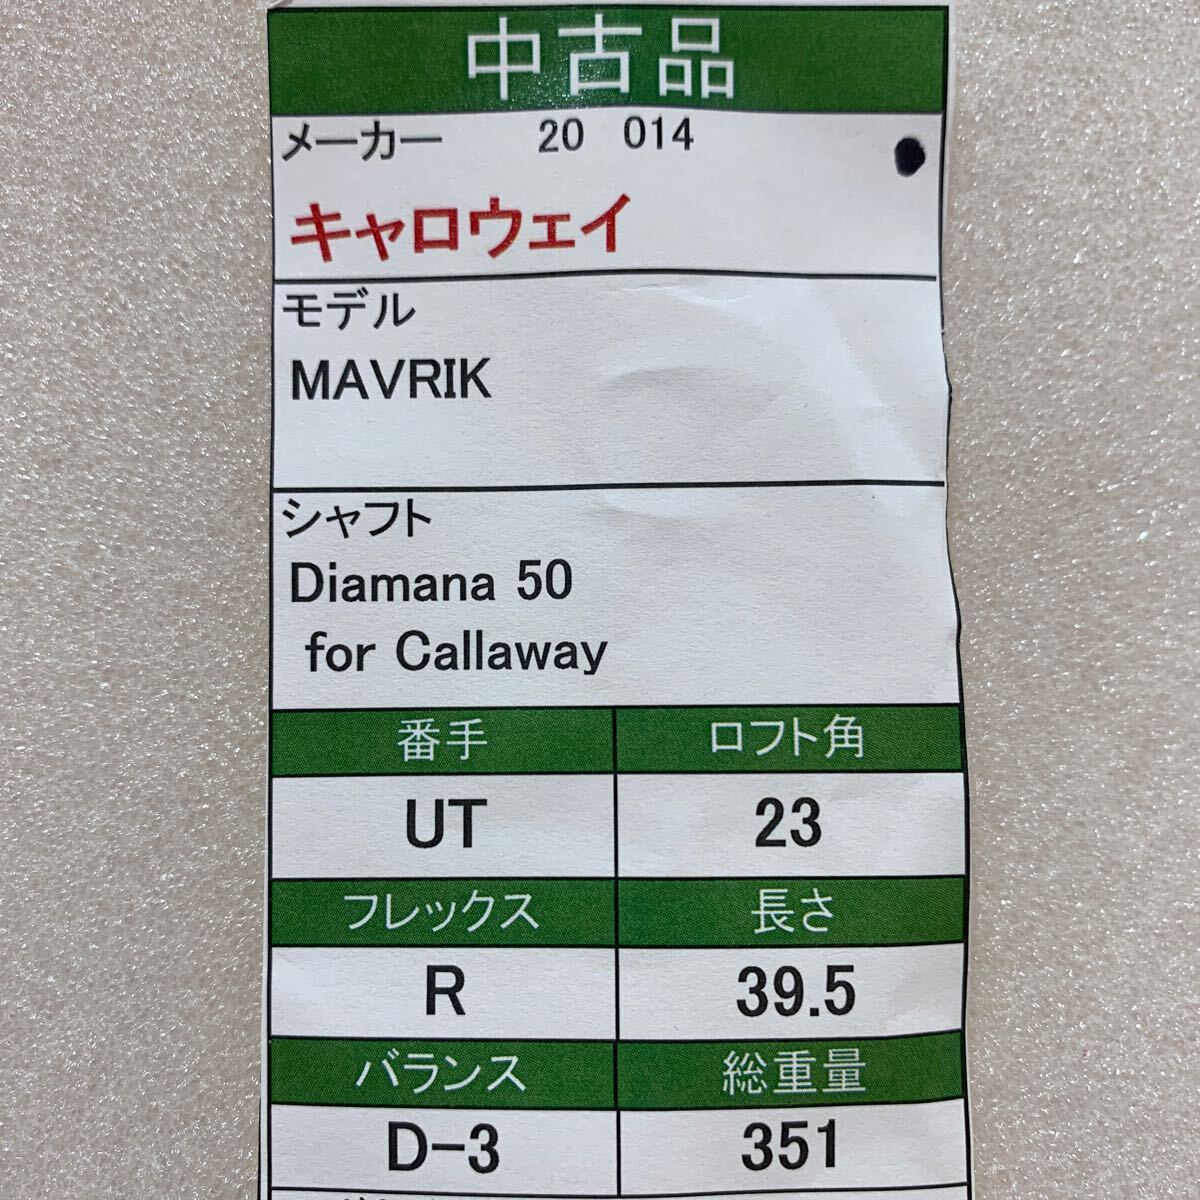 中古品
メーカー 20 014
キャロウェイ
モデル
MAVRIK
シャフト
Diamana 50
for Callaway
番手 ロフト角
UT 23
フレックス 長さ
R 39.5
バランス 総重量
D-3 351